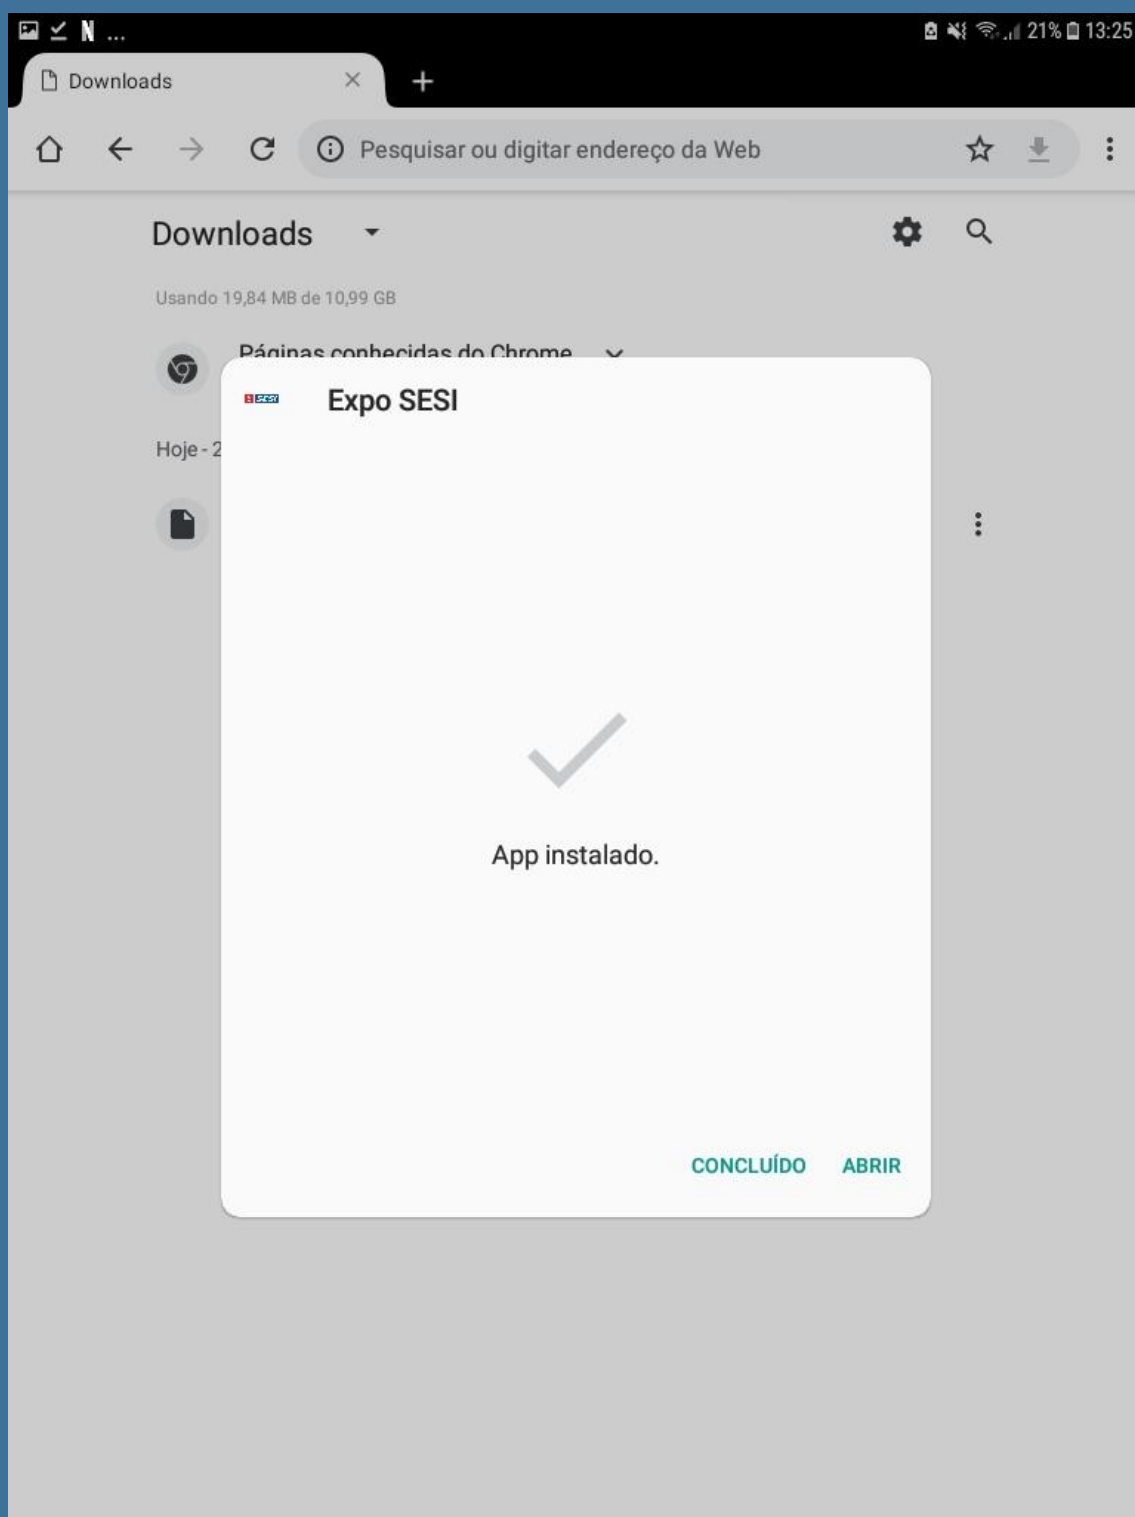 ... 21% 13:25
Downloads
Pesquisar ou digitar endereço da Web
Downloads
Usando 19,84 MB de 10,99 GB
Páginas conhecidas do Chrome
SESI Expo SESI
Hoje - 2
App instalado.
CONCLUÍDO ABRIR